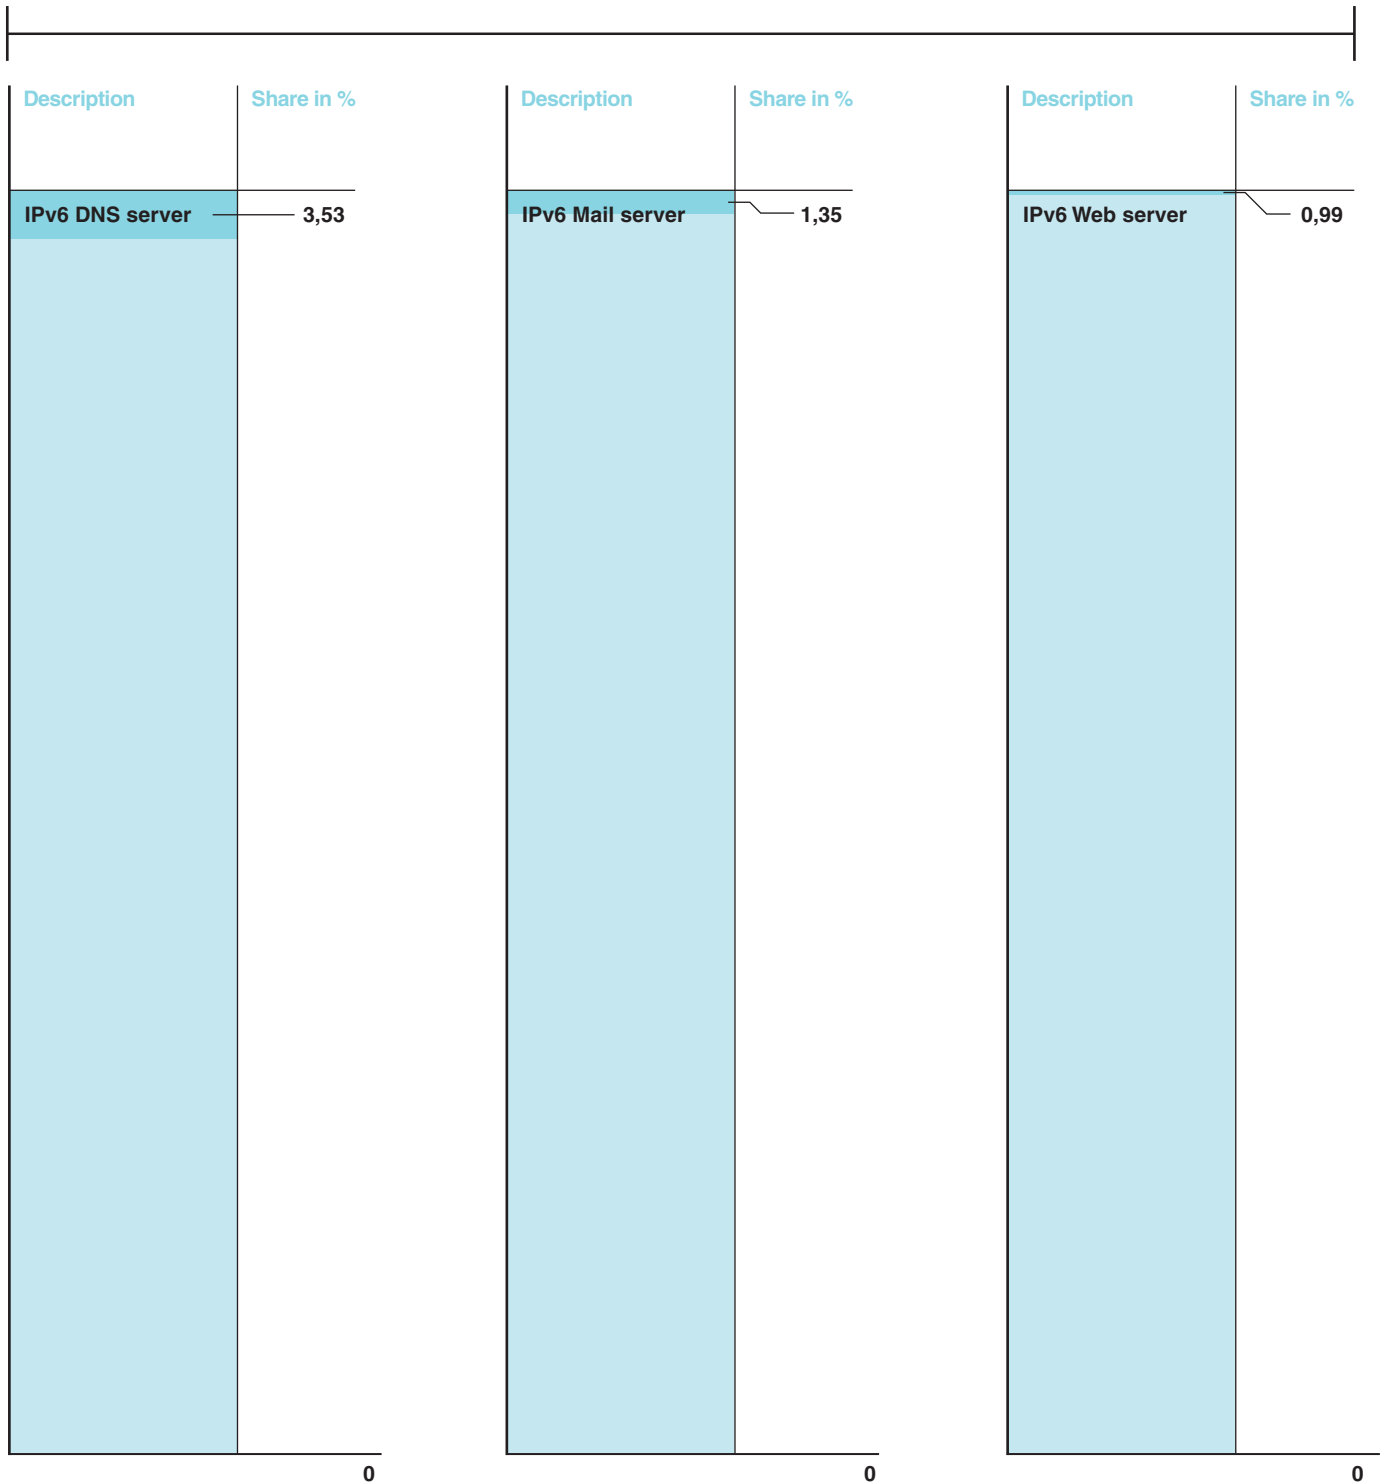 Description Share in %
IPv6 DNS server 3,53
0
Description Share in %
IPv6 Mail server 1,35
0
Description Share in %
IPv6 Web server 0,99
0